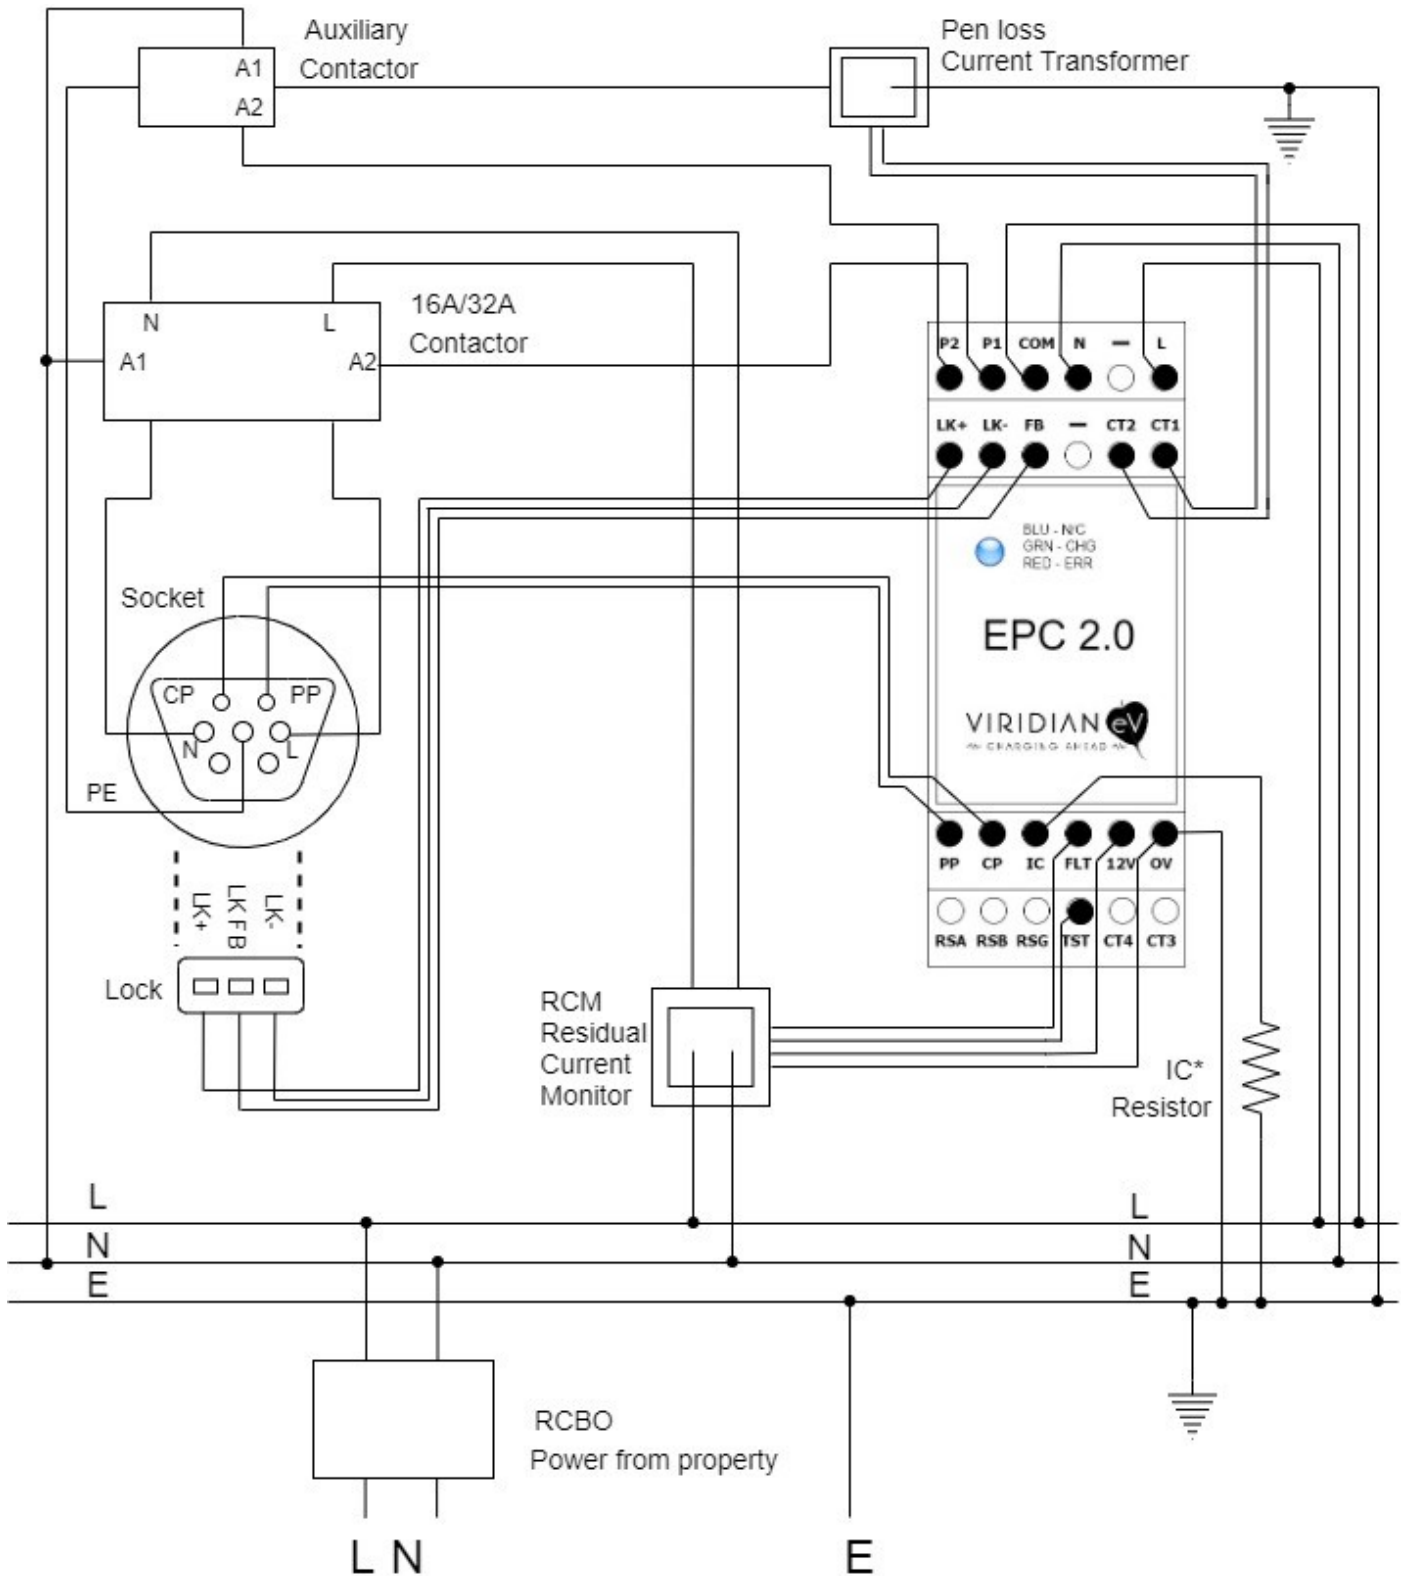 Auxiliary
Contactor
Pen loss
Current Transformer
A1
A2
16A/32A
Contactor
N
L
A1
A2
P2 P1 COM N — L
LK+ LK- FB — CT2 CT1
BLU - N/C
GRN - CHG
RED - ERR
EPC 2.0
VIRIDIAN eV
CHARGING AHEAD
Socket
CP
PP
N
L
PE
LK+
LK F B
LK-
Lock
PP CP IC FLT 12V 0V
RSA RSB RSG TST CT4 CT3
RCM
Residual
Current
Monitor
IC*
Resistor
L
N
E
L
N
E
RCBO
Power from property
L N
E